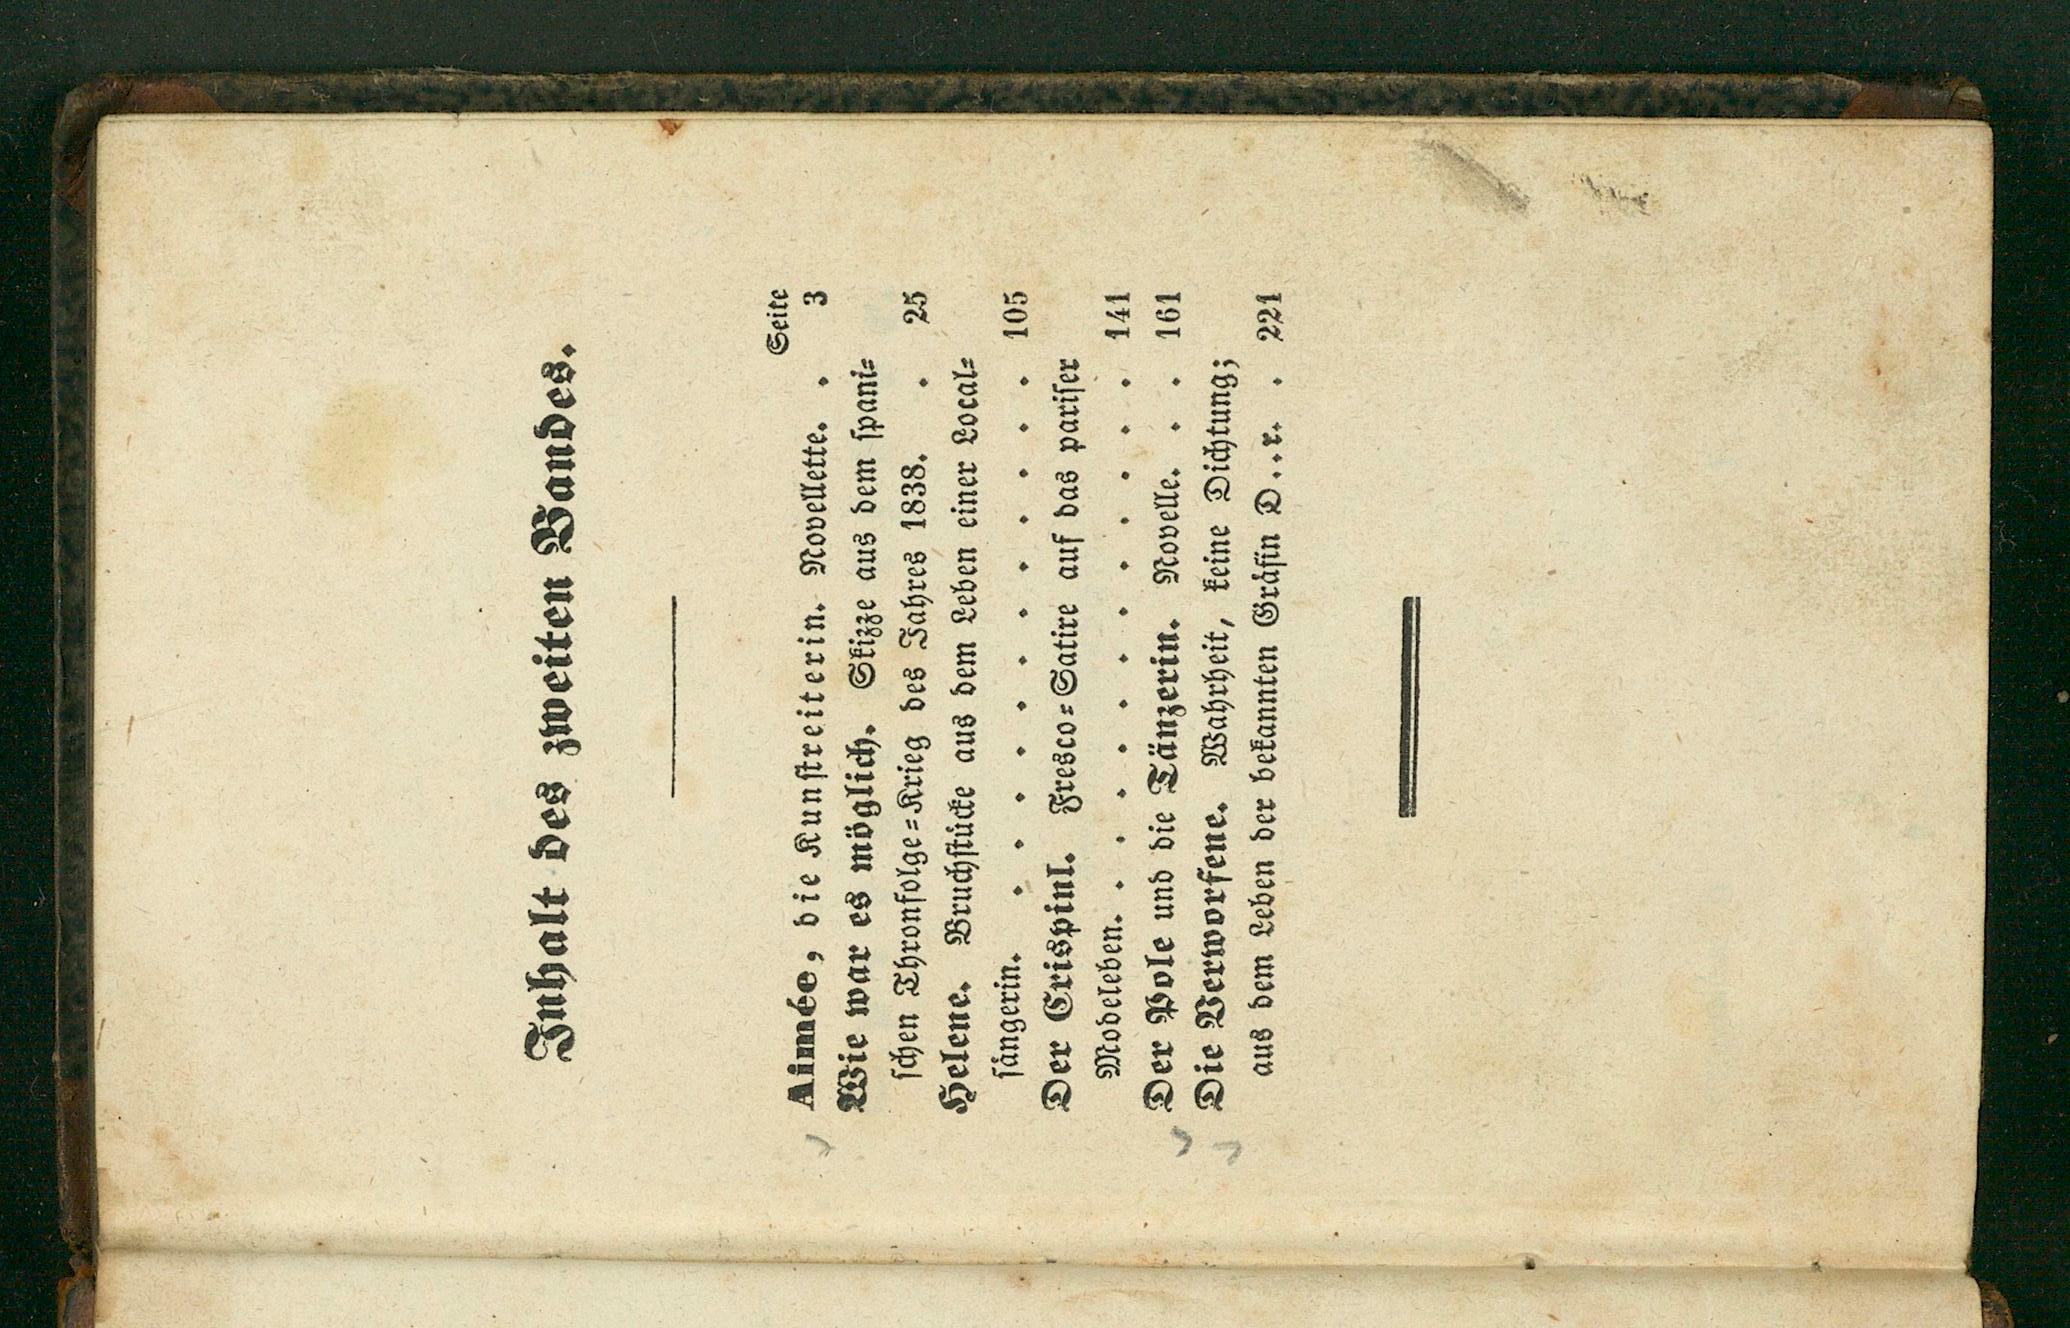 Inhalt des zweiten Bandes.
Seite
Aimée, die Kunstreiterin. Novellette. . 3
Wie war es möglich. Skizze aus dem spani=
schen Thronfolge=Krieg des Jahres 1838. . 25
Helene. Bruchstücke aus dem Leben einer Local=
sängerin. . . . . . . . . . . . . 105
Der Crispinl. Fresco=Satire auf das pariser
Modeleben. . . . . . . . . . . . . 141
Der Pole und die Tänzerin. Novelle. . . 161
Die Verworfene. Wahrheit, keine Dichtung;
aus dem Leben der bekannten Gräfin D...r. . 221